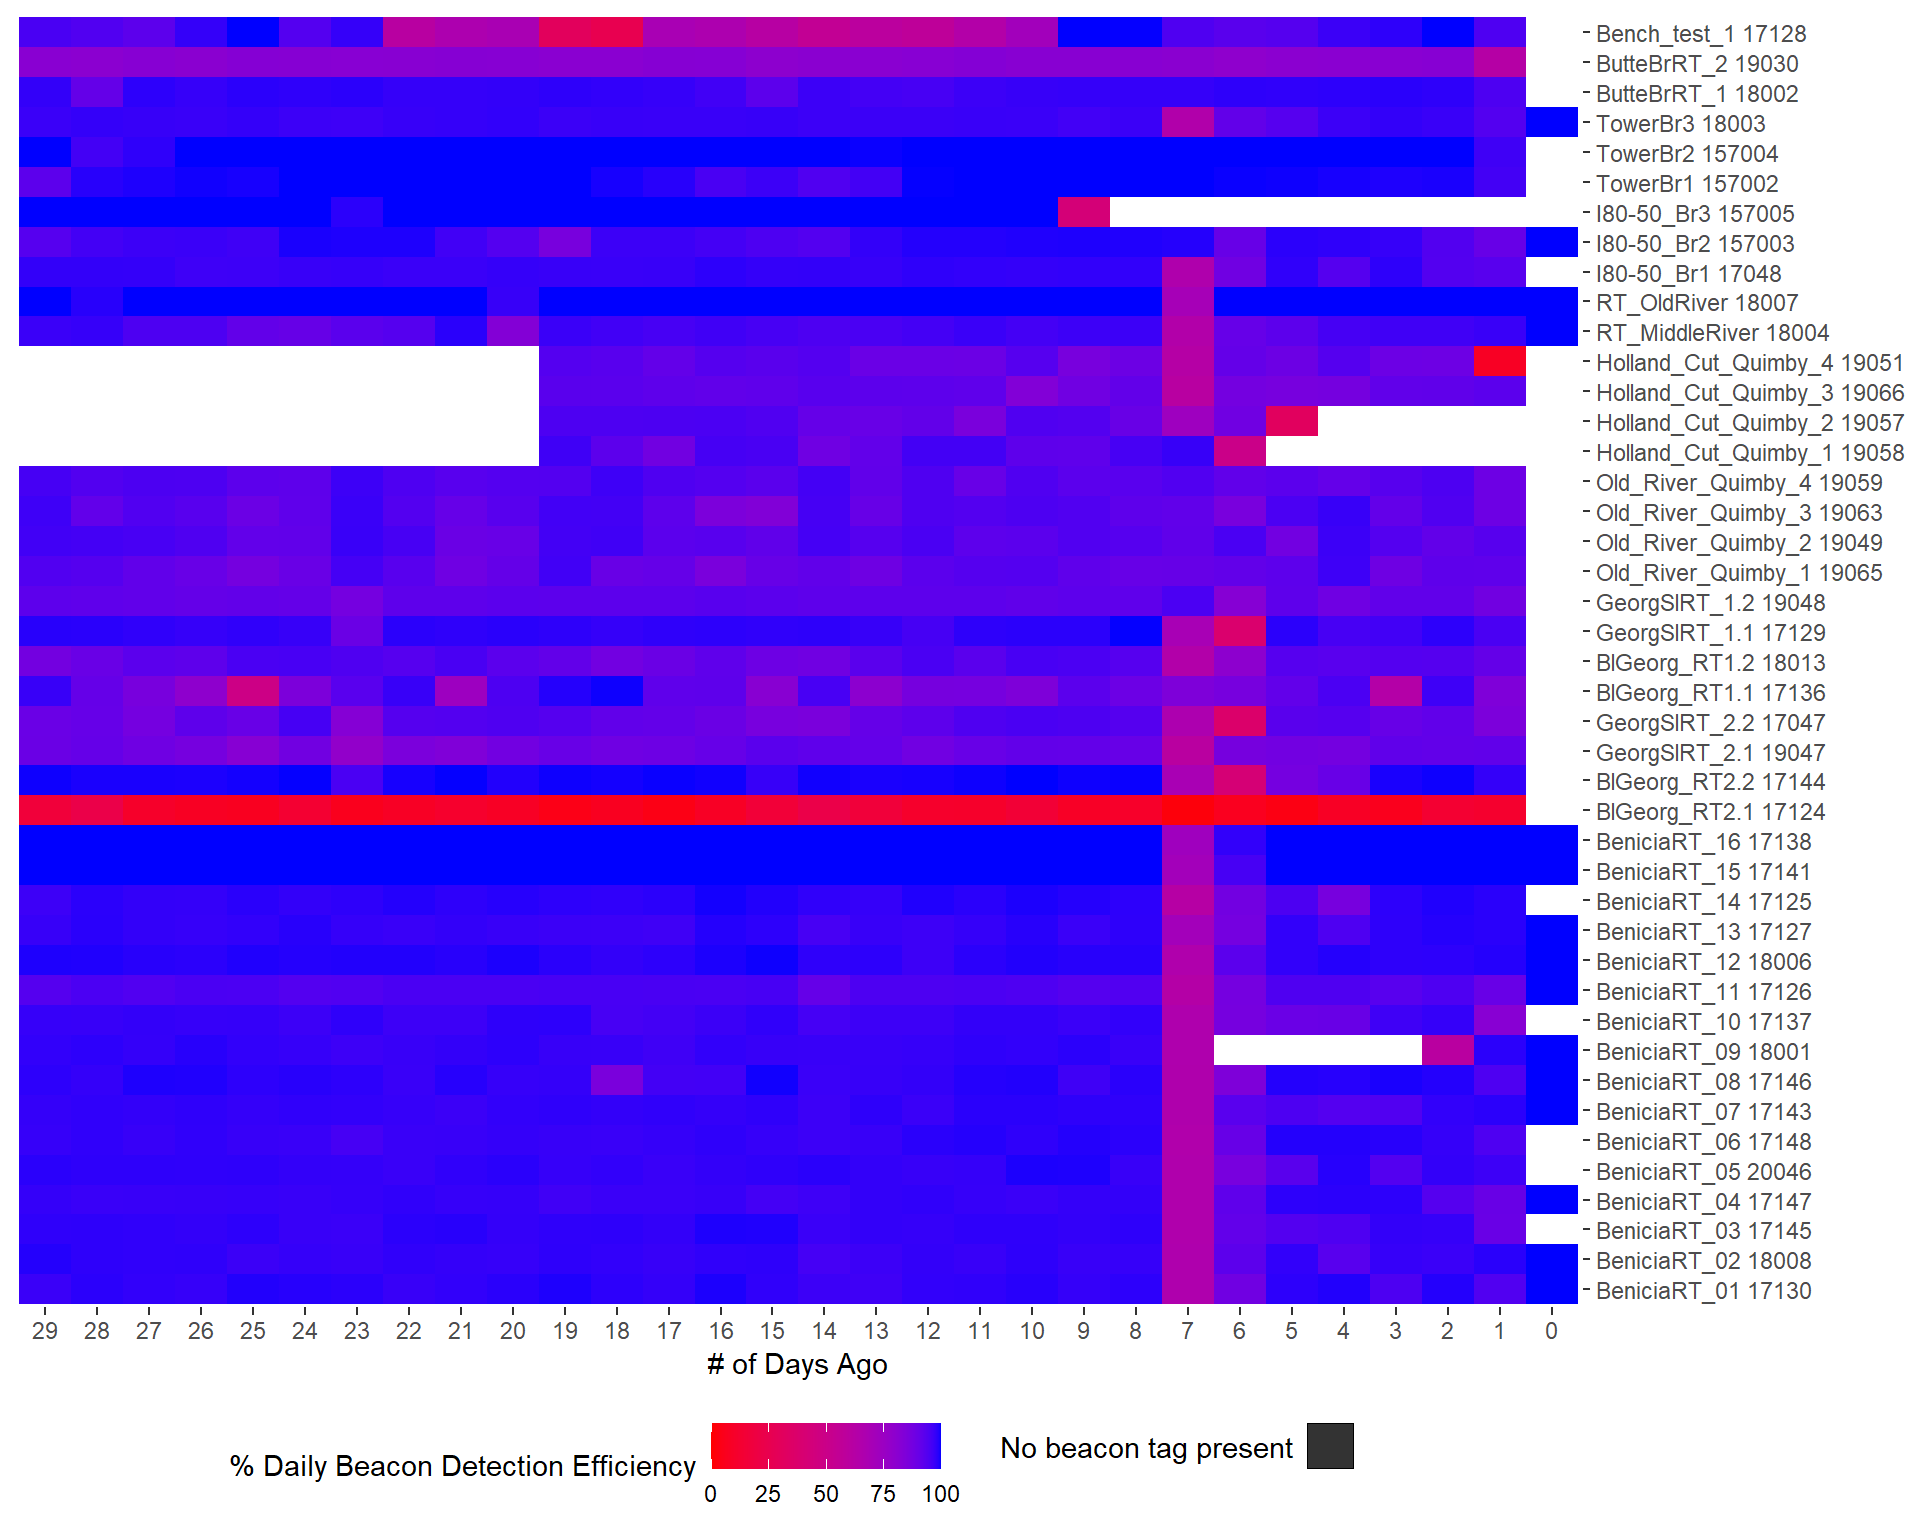 Bench_test_1 17128
ButteBrRT_2 19030
ButteBrRT_1 18002
TowerBr3 18003
TowerBr2 157004
TowerBr1 157002
I80-50_Br3 157005
I80-50_Br2 157003
I80-50_Br1 17048
RT_OldRiver 18007
RT_MiddleRiver 18004
Holland_Cut_Quimby_4 19051
Holland_Cut_Quimby_3 19066
Holland_Cut_Quimby_2 19057
Holland_Cut_Quimby_1 19058
Old_River_Quimby_4 19059
Old_River_Quimby_3 19063
Old_River_Quimby_2 19049
Old_River_Quimby_1 19065
GeorgSlRT_1.2 19048
GeorgSlRT_1.1 17129
BlGeorg_RT1.2 18013
BlGeorg_RT1.1 17136
GeorgSlRT_2.2 17047
GeorgSlRT_2.1 19047
BlGeorg_RT2.2 17144
BlGeorg_RT2.1 17124
BeniciaRT_16 17138
BeniciaRT_15 17141
BeniciaRT_14 17125
BeniciaRT_13 17127
BeniciaRT_12 18006
BeniciaRT_11 17126
BeniciaRT_10 17137
BeniciaRT_09 18001
BeniciaRT_08 17146
BeniciaRT_07 17143
BeniciaRT_06 17148
BeniciaRT_05 20046
BeniciaRT_04 17147
BeniciaRT_03 17145
BeniciaRT_02 18008
BeniciaRT_01 17130
29 28 27 26 25 24 23 22 21 20 19 18 17 16 15 14 13 12 11 10 9 8 7 6 5 4 3 2 1 0
# of Days Ago
% Daily Beacon Detection Efficiency
0 25 50 75 100
No beacon tag present